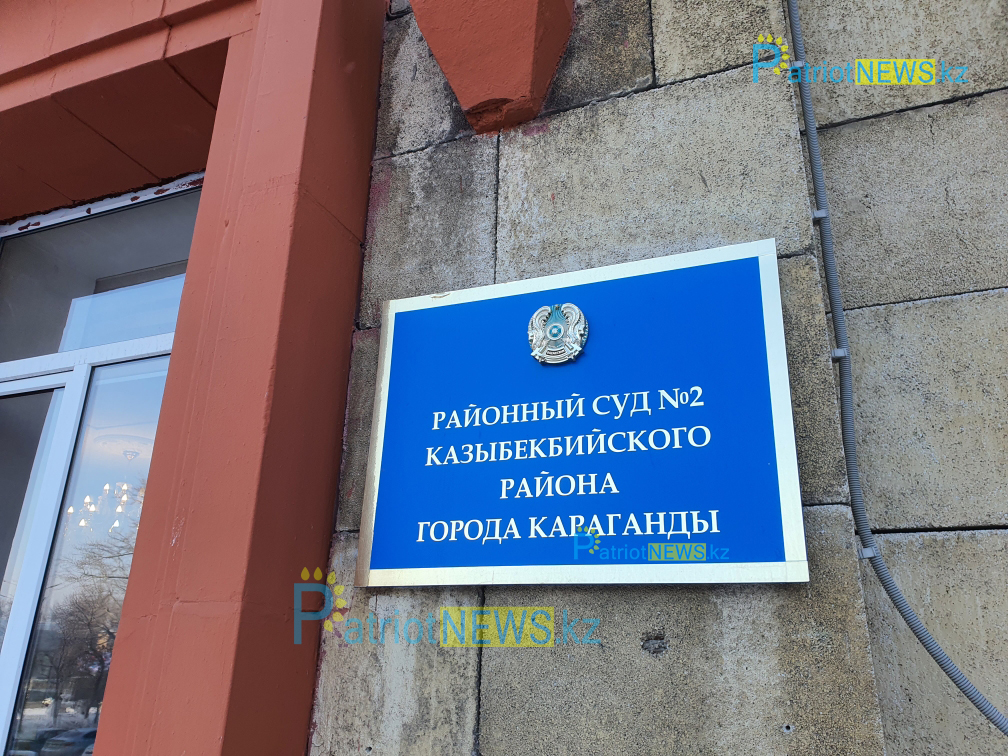 PatriotNEWS.kz
РАЙОННЫЙ СУД №2
КАЗЫБЕКБИЙСКОГО
РАЙОНА
ГОРОДА КАРАГАНДЫ
PatriotNEWS.kz
PatriotNEWS.kz